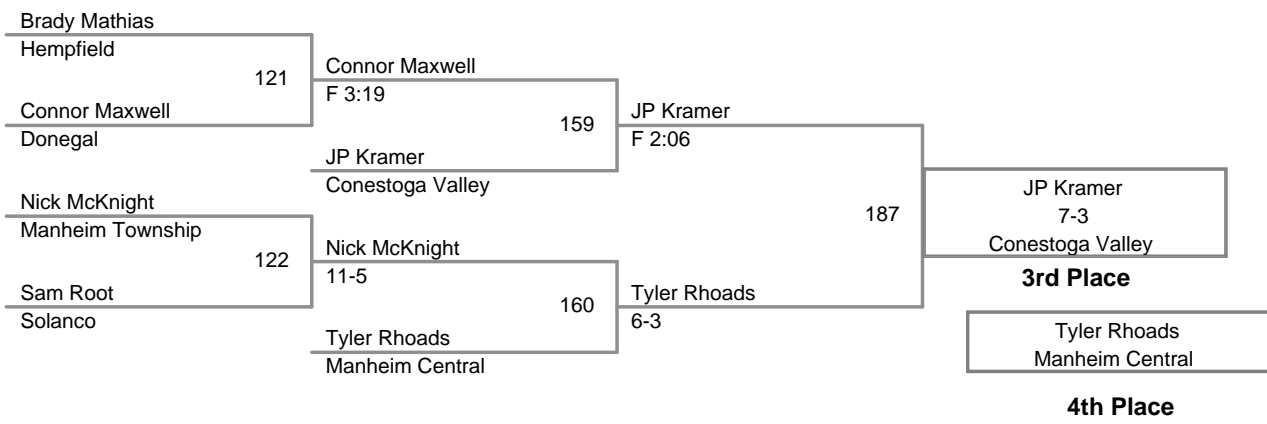 Brady Mathias
Hempfield
121
Connor Maxwell
Donegal
Nick McKnight
Manheim Township
122
Sam Root
Solanco
Connor Maxwell
F 3:19
159
JP Kramer
Conestoga Valley
Nick McKnight
11-5
160
Tyler Rhoads
Manheim Central
JP Kramer
F 2:06
187
Tyler Rhoads
6-3
JP Kramer
7-3
Conestoga Valley
3rd Place
Tyler Rhoads
Manheim Central
4th Place